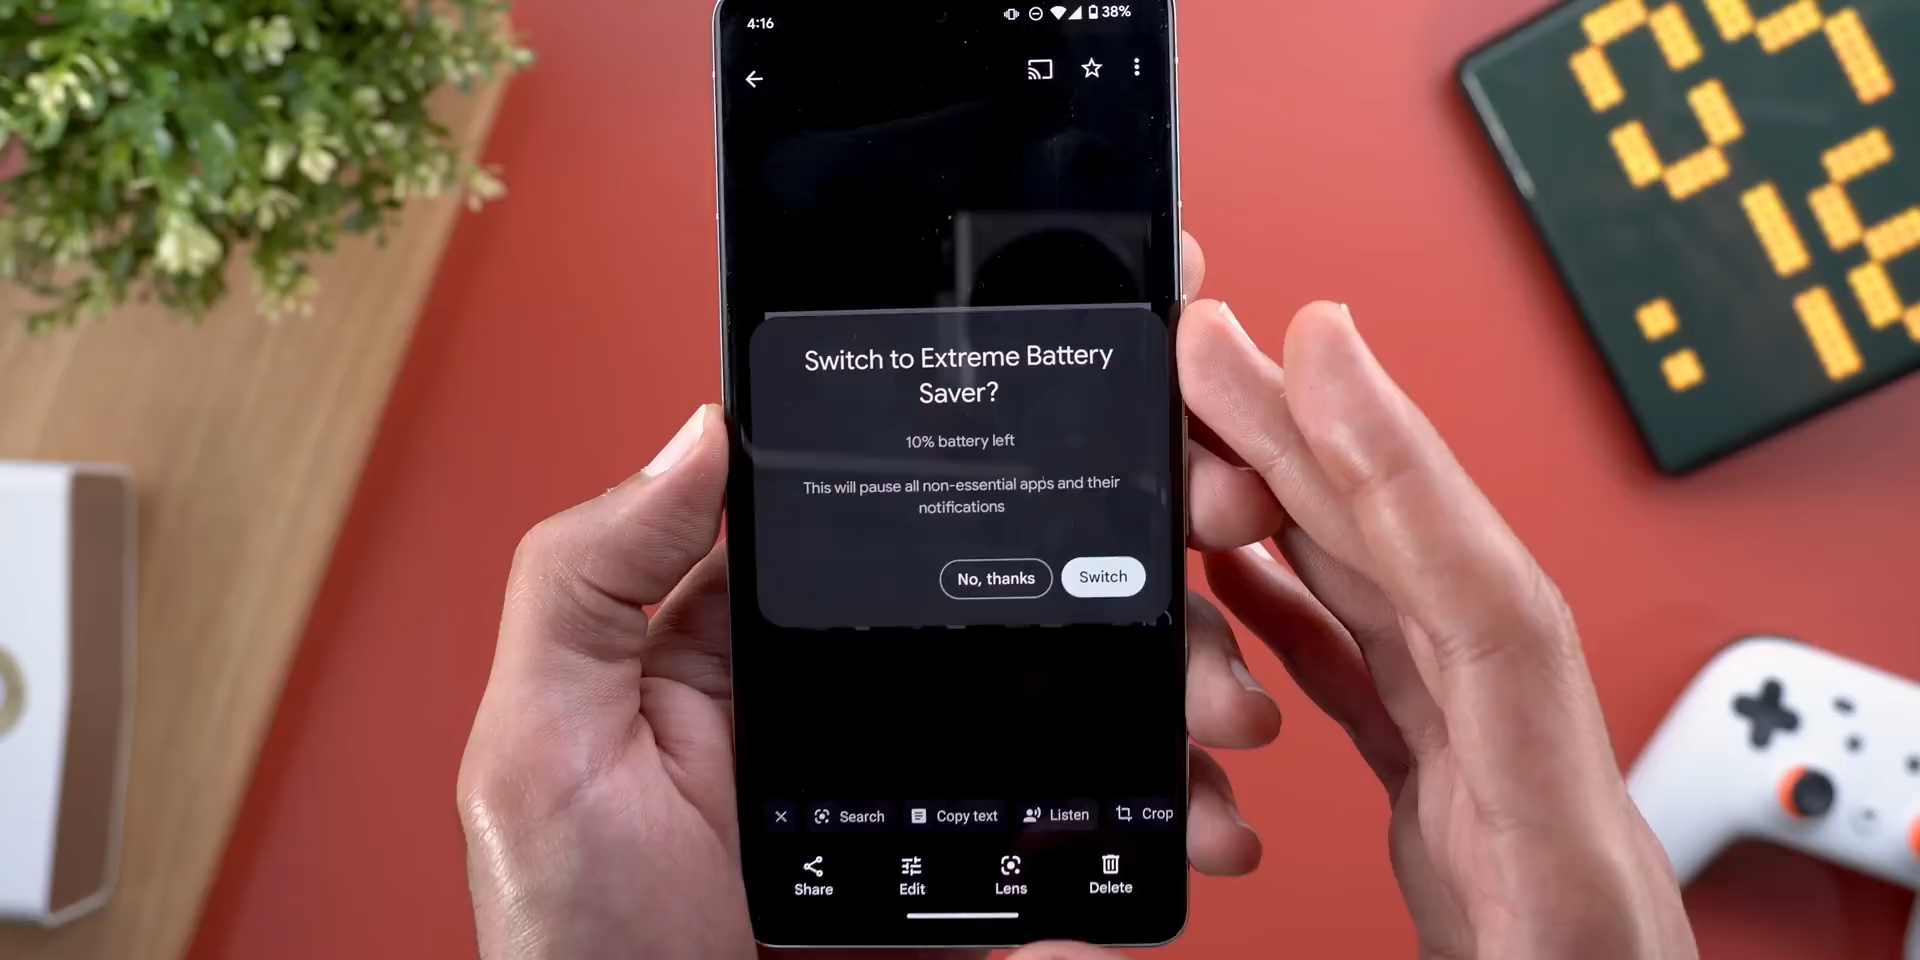 4:16
38%
Switch to Extreme Battery
Saver?
10% battery left
This will pause all non-essential apps and their
notifications
No, thanks
Switch
Search
Copy text
Listen
Crop
Share
Edit
Lens
Delete